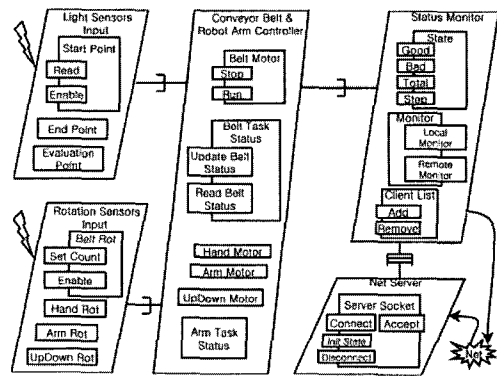 Light Sensors
Input
Start Point
Read
Enable
End Point
Evaluation
Point
Rotation Sensors
Input
Belt Rot
Set Count
Enable
Hand Rot
Arm Rot
UpDown Rot
Conveyor Belt &
Robot Arm Controller
Belt Motor
Stop
Run
Belt Task
Status
Update Belt
Status
Read Belt
Status
Hand Motor
Arm Motor
UpDown Motor
Arm Task
Status
Status Monitor
State
Good
Bad
Total
Step
Monitor
Local
Monitor
Remote
Monitor
Client List
Add
Remove
Net Server
Server Socket
Connect
Accept
Init State
Disconnect
Net